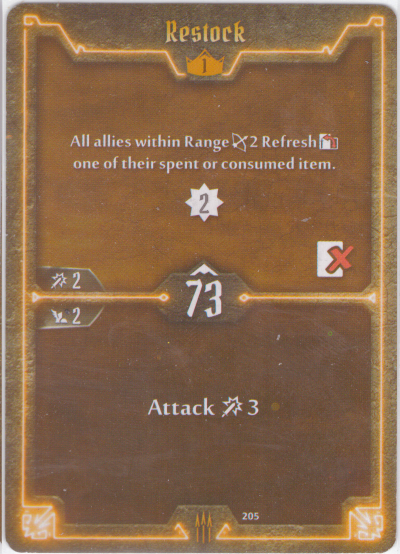 Restock
1
All allies within Range 2 Refresh
one of their spent or consumed item.
2
2
73
2
Attack 3
205